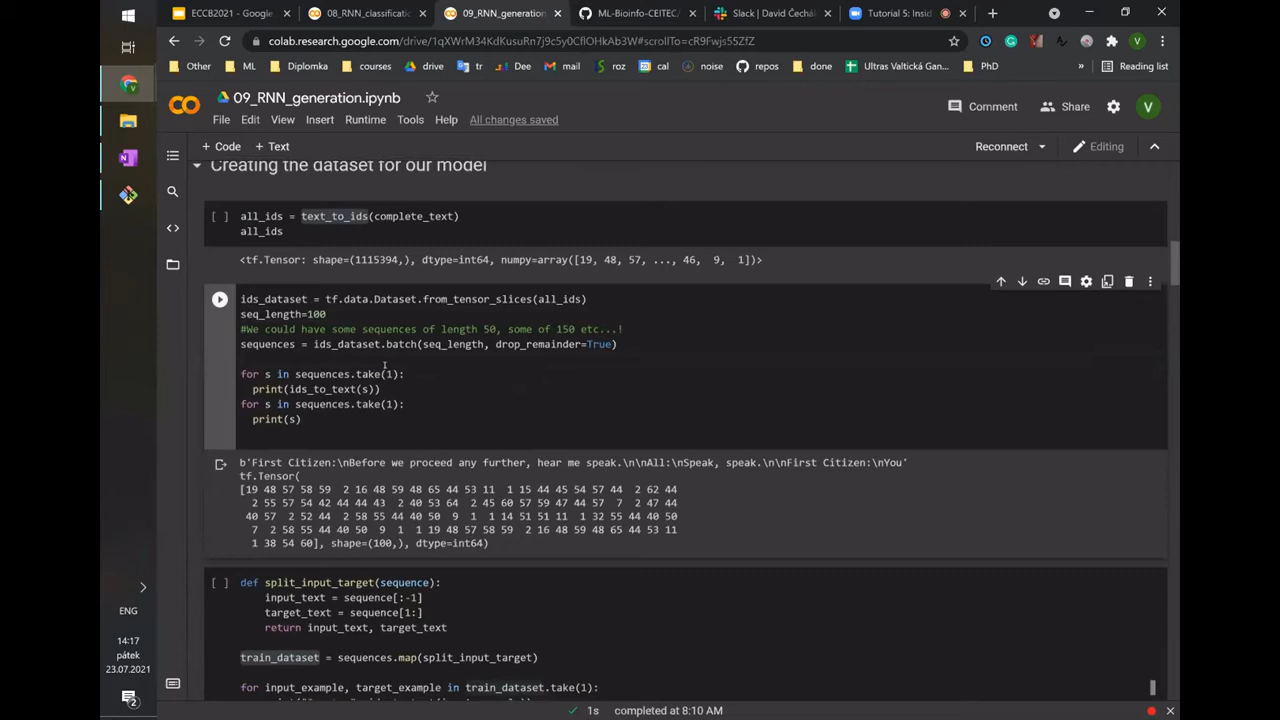 ECCB2021 - Google
08_RNN_classificatio
09_RNN_generation
ML-Bioinfo-CEITEC/
Slack | David Čechák
Tutorial 5: Insid
colab.research.google.com/drive/1qXWrM34KdKusuRn7j9c5y0CflOHkAb3W#scrollTo=cR9Fwjs55ZfZ
Other ML Diplomka courses drive tr Dee mail roz cal noise repos done Ultras Valtická Gan... PhD » Reading list
09_RNN_generation.ipynb
Comment Share V
File Edit View Insert Runtime Tools Help All changes saved
+ Code + Text Reconnect Editing
Creating the dataset for our model
[ ] all_ids = text_to_ids(complete_text)
all_ids
<tf.Tensor: shape=(1115394,), dtype=int64, numpy=array([19, 48, 57, ..., 46, 9, 1])>
ids_dataset = tf.data.Dataset.from_tensor_slices(all_ids)
seq_length=100
#We could have some sequences of length 50, some of 150 etc...!
sequences = ids_dataset.batch(seq_length, drop_remainder=True)
for s in sequences.take(1):
print(ids_to_text(s))
for s in sequences.take(1):
print(s)
b'First Citizen:\nBefore we proceed any further, hear me speak.\n\nAll:\nSpeak, speak.\n\nFirst Citizen:\nYou'
tf.Tensor(
[19 48 57 58 59 2 16 48 59 48 65 44 53 11 1 15 44 45 54 57 44 2 62 44
2 55 57 54 42 44 44 43 2 40 53 64 2 45 60 57 59 47 44 57 7 2 47 44
40 57 2 52 44 2 58 55 44 40 50 9 1 1 14 51 51 11 1 32 55 44 40 50
7 2 58 55 44 40 50 9 1 1 19 48 57 58 59 2 16 48 59 48 65 44 53 11
1 38 54 60], shape=(100,), dtype=int64)
[ ] def split_input_target(sequence):
input_text = sequence[:-1]
target_text = sequence[1:]
return input_text, target_text
train_dataset = sequences.map(split_input_target)
for input_example, target_example in train_dataset.take(1):
ENG
14:17
pátek
23.07.2021
2
1s completed at 8:10 AM